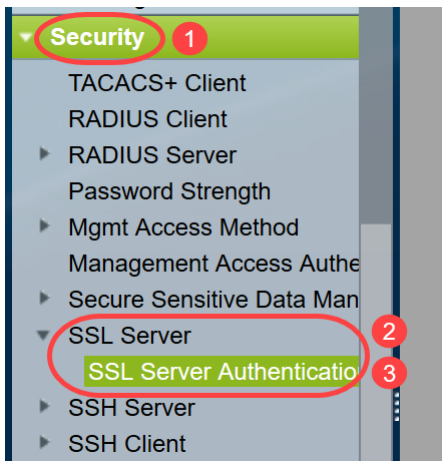 Security 1
TACACS+ Client
RADIUS Client
RADIUS Server
Password Strength
Mgmt Access Method
Management Access Authe
Secure Sensitive Data Man
SSL Server 2
SSL Server Authenticatio 3
SSH Server
SSH Client